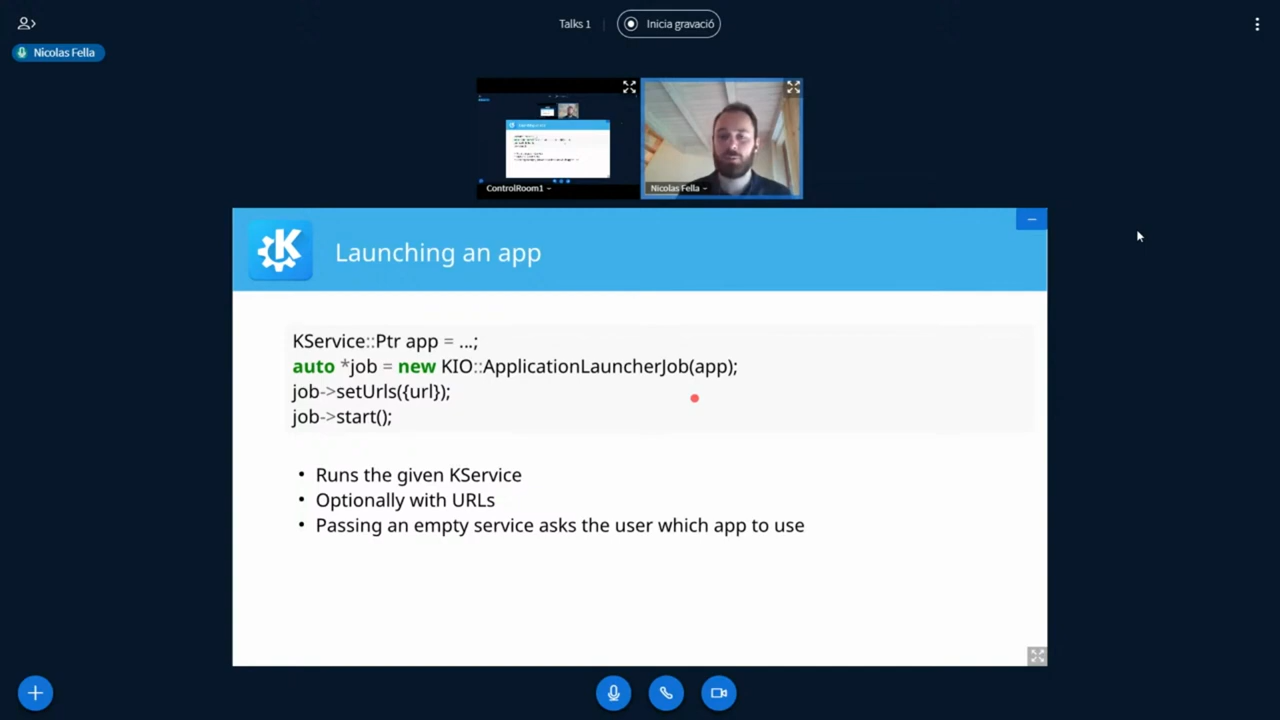 Talks 1
Inicia gravació
Nicolas Fella
ControlRoom1
Nicolas Fella
Launching an app
KService::Ptr app = ...;
auto *job = new KIO::ApplicationLauncherJob(app);
job->setUrls({url});
job->start();
• Runs the given KService
• Optionally with URLs
• Passing an empty service asks the user which app to use